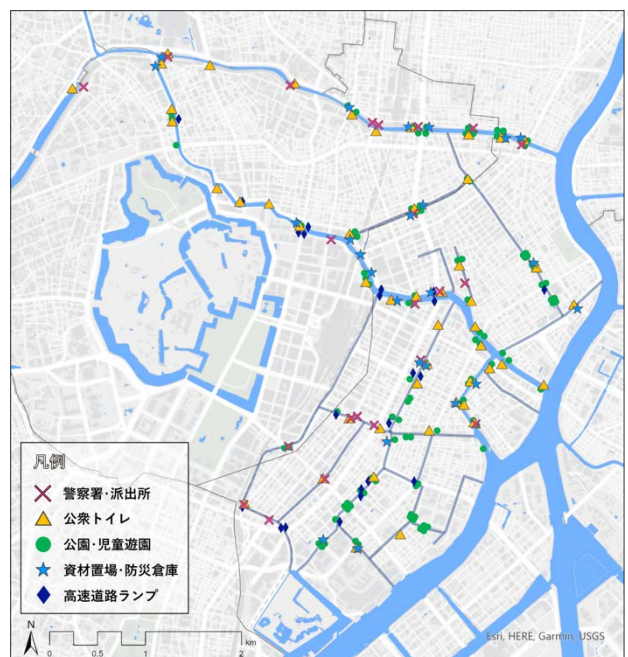 凡例
警察署･派出所
公衆トイレ
公園･児童遊園
資材置場･防災倉庫
高速道路ランプ
N
km
0 0.5 1 2
Esri, HERE, Garmin, USGS